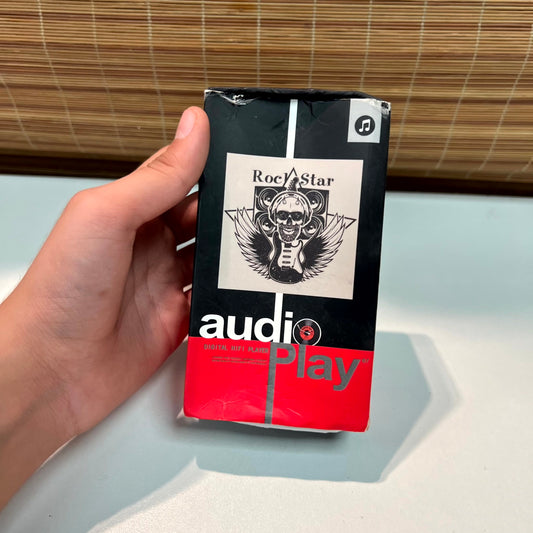 Rock Star
audio
DIGITAL HIFI PLAYER
Play